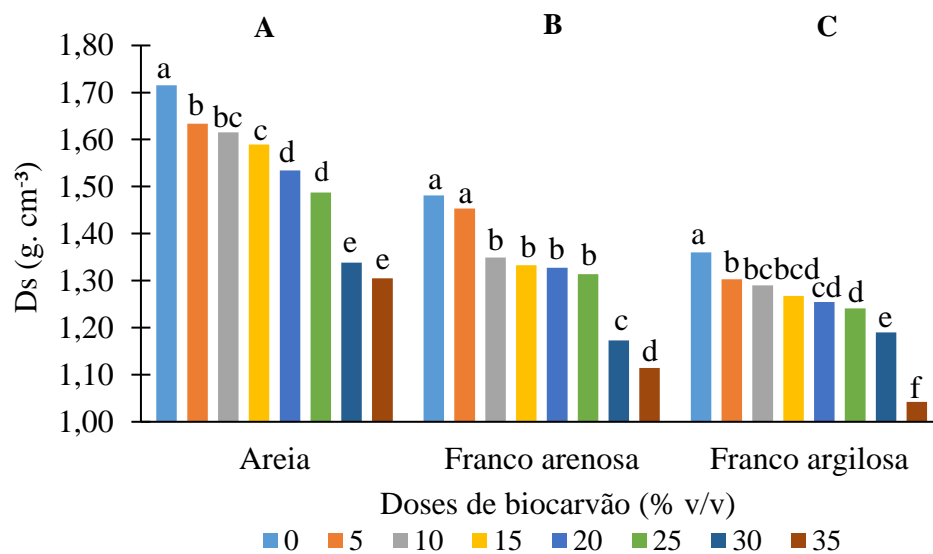 A B C
1,80
1,70
1,60
1,50
1,40
1,30
1,20
1,10
1,00
Ds (g. cm⁻³)
a b bc c d d e e
a a b b b b c d
a b bc bcd cd d e f
Areia Franco arenosa Franco argilosa
Doses de biocarvão (% v/v)
0 5 10 15 20 25 30 35